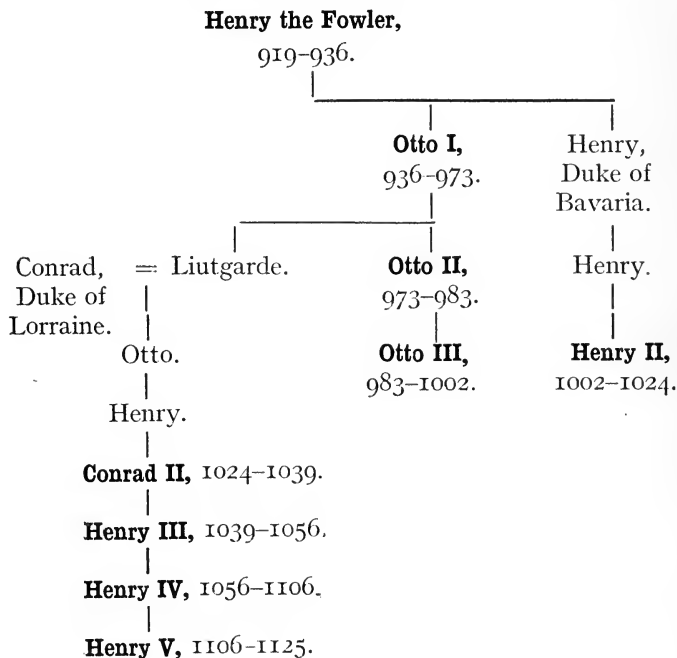 Henry the Fowler,
919–936.
Otto I,
936–973.
Henry,
Duke of
Bavaria.
Conrad,
Duke of
Lorraine.
= Liutgarde.
Otto II,
973–983.
Henry.
Otto.
Otto III,
983–1002.
Henry II,
1002–1024.
Henry.
Conrad II, 1024–1039.
Henry III, 1039–1056.
Henry IV, 1056–1106.
Henry V, 1106–1125.